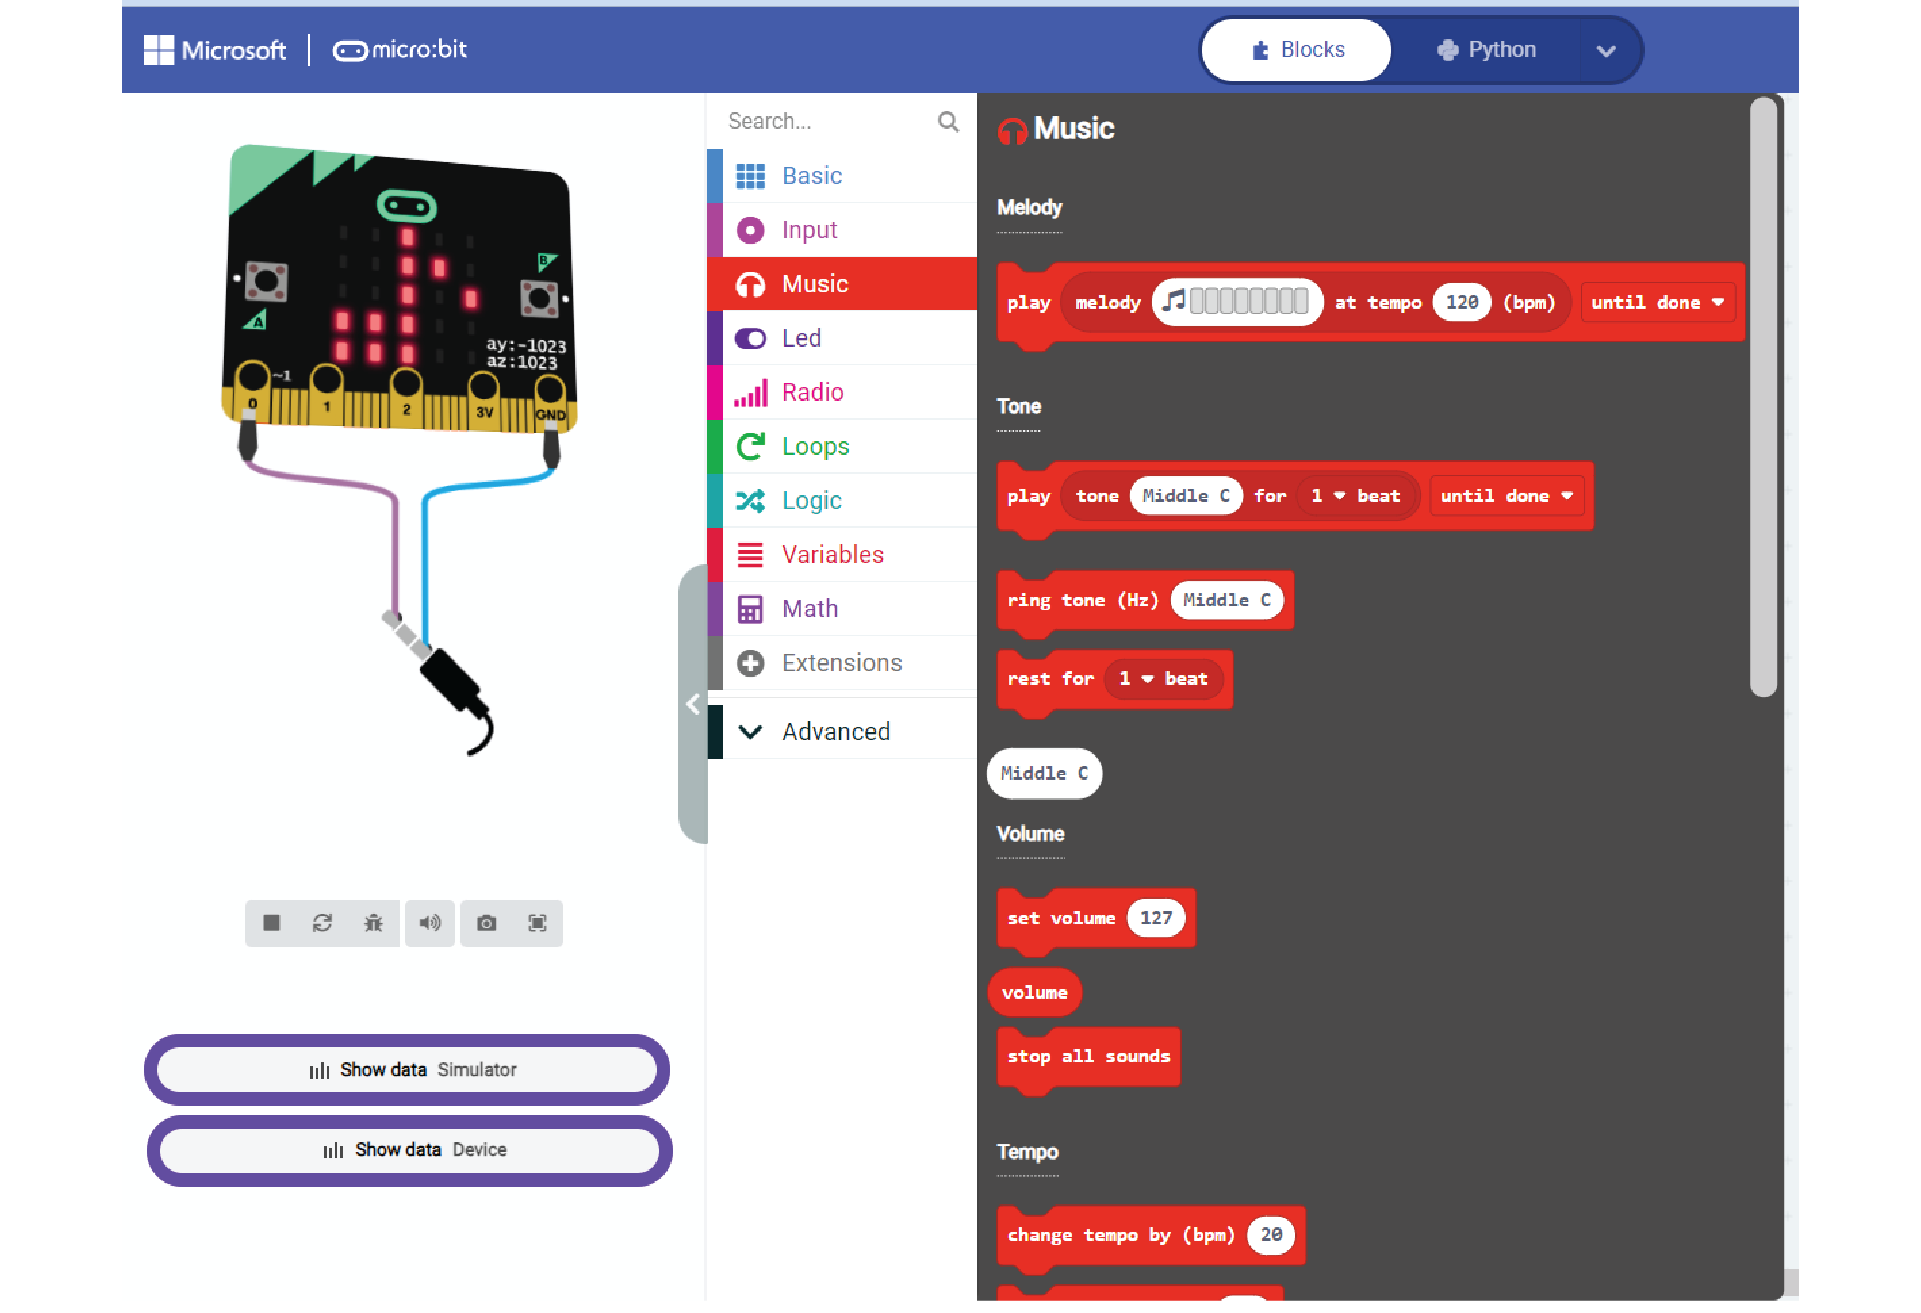 Microsoft micro:bit
Blocks Python
Search...
Basic
Input
Music
Led
Radio
Loops
Logic
Variables
Math
Extensions
Advanced
B
A
ay:-1023
az:1023
~1
0 1 2 3V GND
Show data Simulator
Show data Device
Music
Melody
play melody at tempo 120 (bpm) until done
Tone
play tone Middle C for 1 beat until done
ring tone (Hz) Middle C
rest for 1 beat
Middle C
Volume
set volume 127
volume
stop all sounds
Tempo
change tempo by (bpm) 20